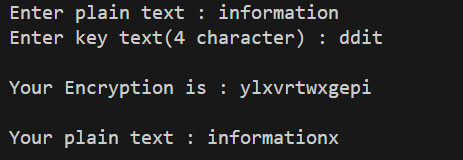 Enter plain text : information
Enter key text(4 character) : ddit
Your Encryption is : ylxvrtwxgepi
Your plain text : informationx